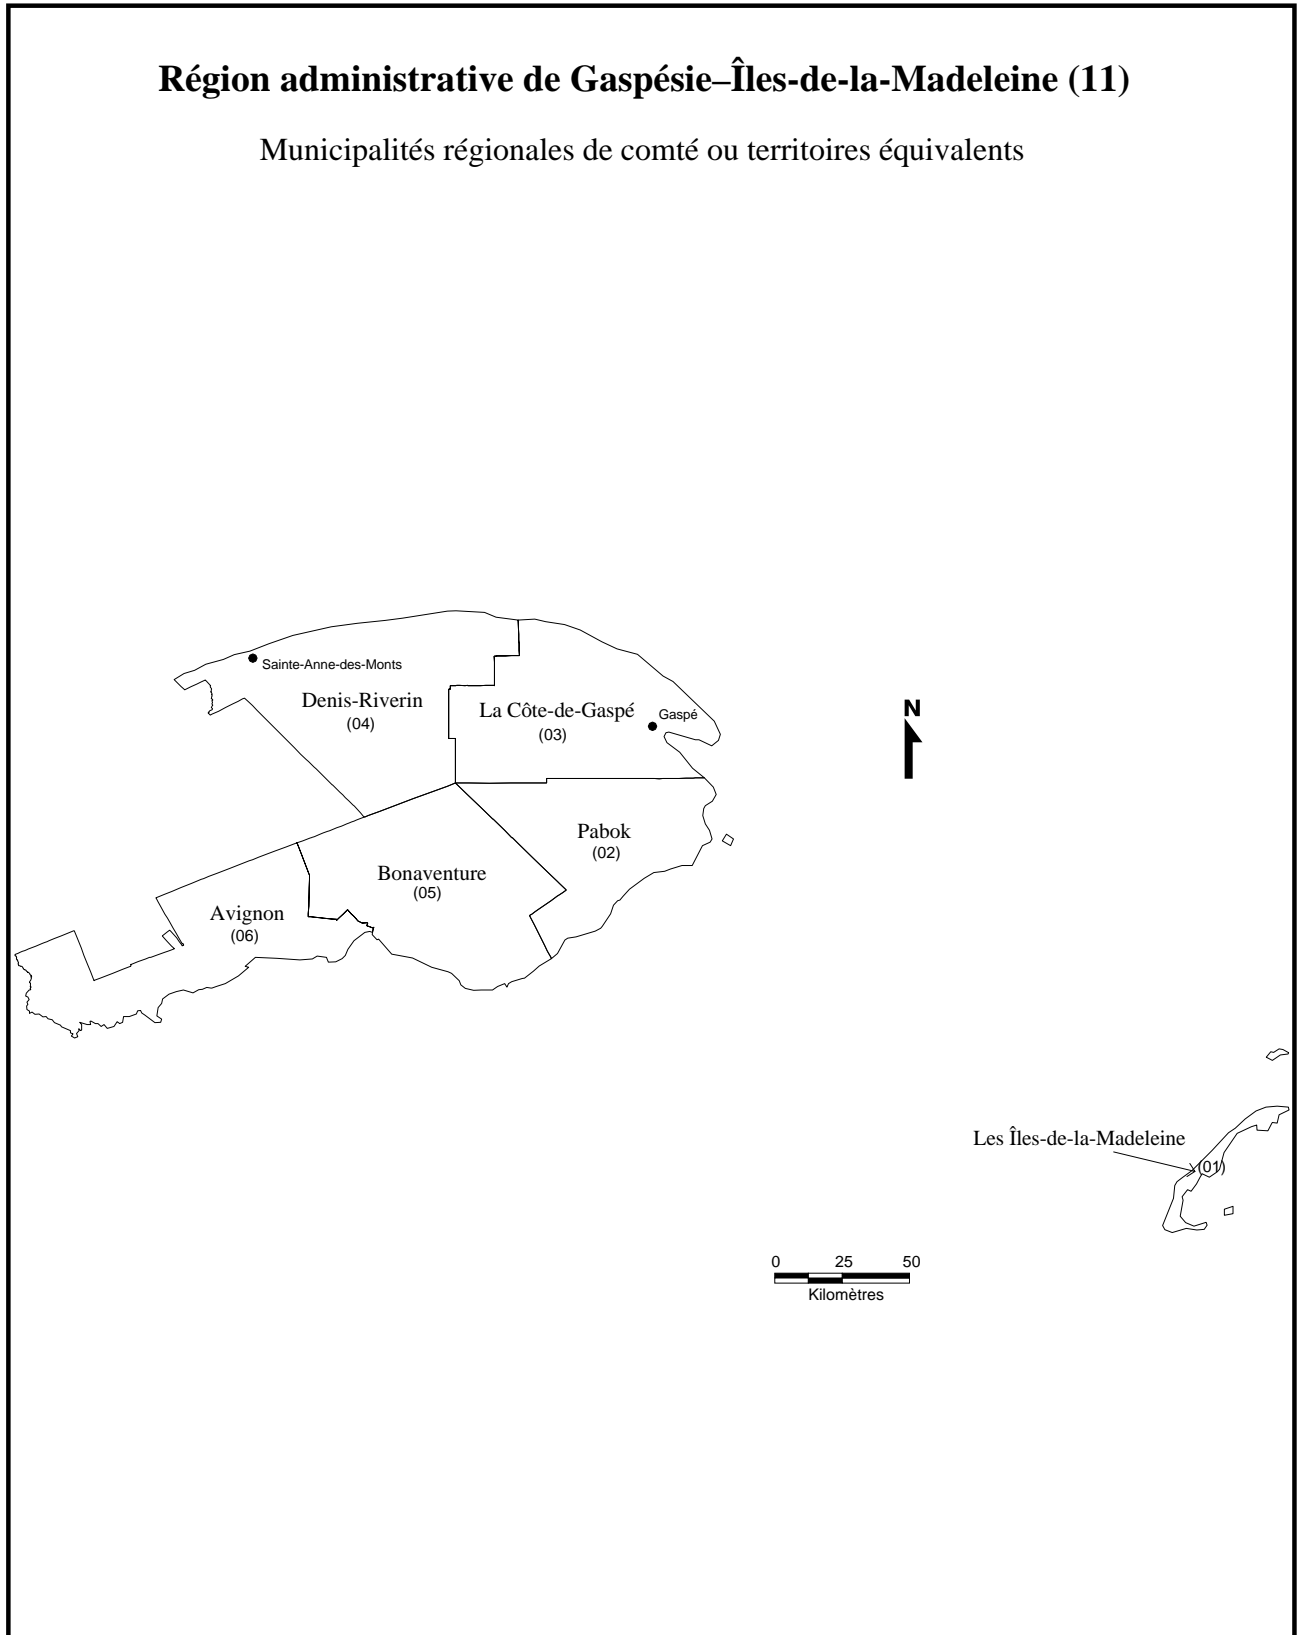 Région administrative de Gaspésie–Îles-de-la-Madeleine (11)
Municipalités régionales de comté ou territoires équivalents
Sainte-Anne-des-Monts
Denis-Riverin
(04)
La Côte-de-Gaspé
(03)
Gaspé
N
Pabok
(02)
Bonaventure
(05)
Avignon
(06)
Les Îles-de-la-Madeleine
(01)
0 25 50
Kilomètres